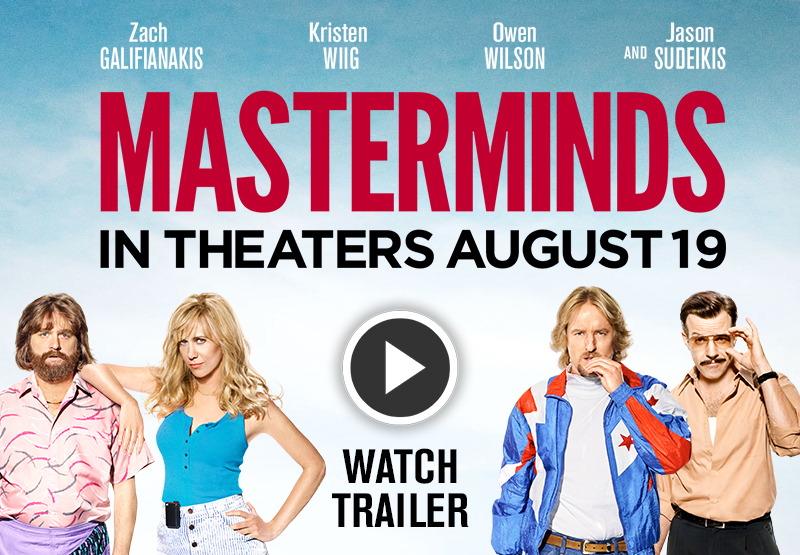 Zach Kristen Owen Jason
GALIFIANAKIS WIIG WILSON AND SUDEIKIS
MASTERMINDS
IN THEATERS AUGUST 19
WATCH
TRAILER